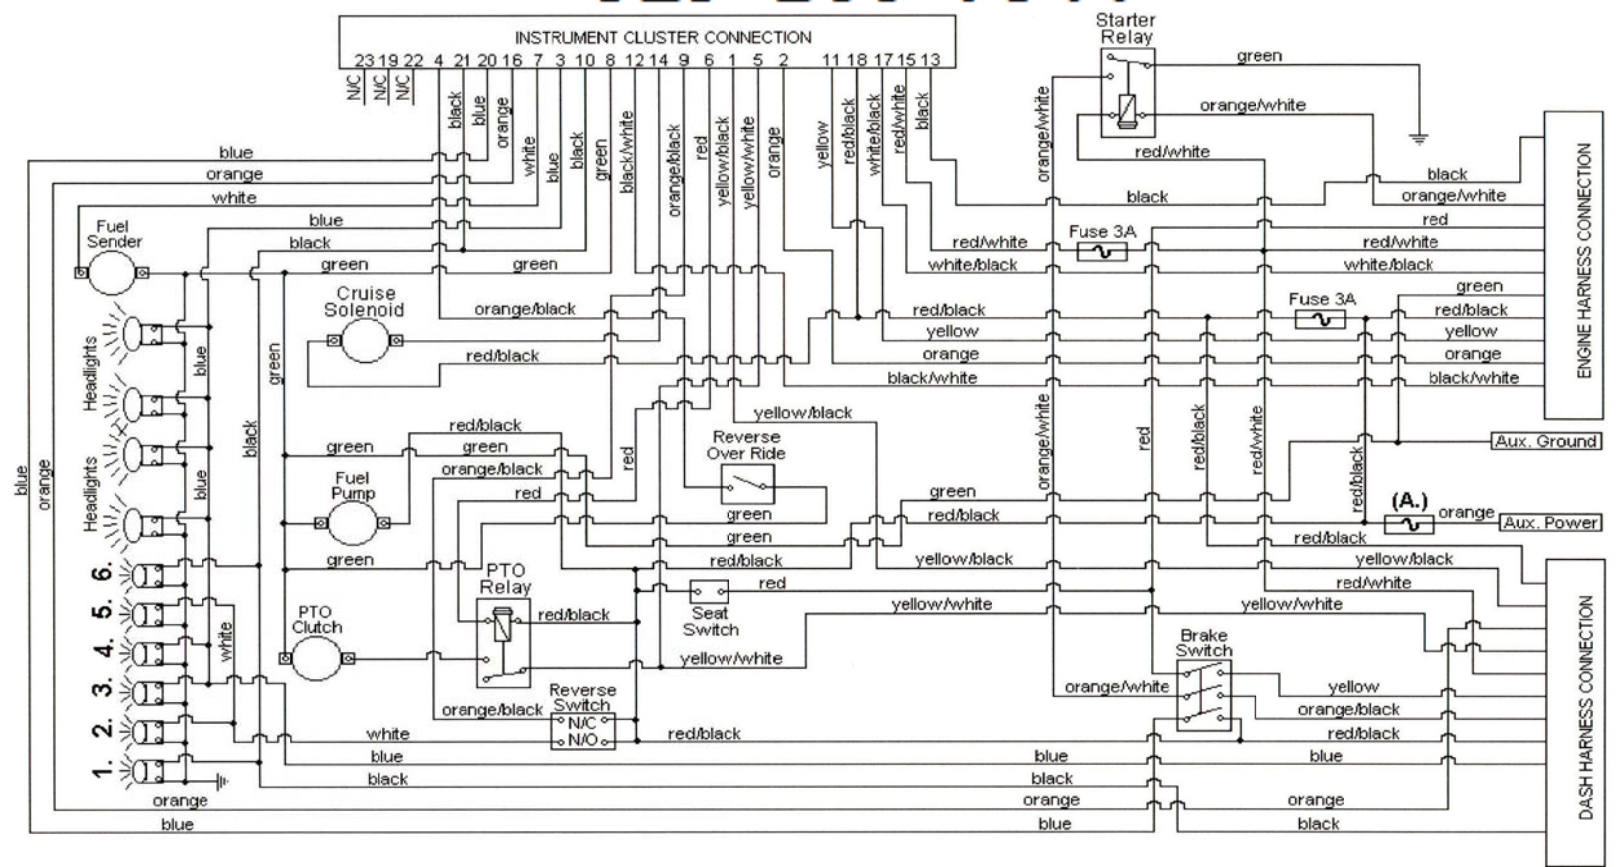 Starter
Relay
INSTRUMENT CLUSTER CONNECTION
23 19 22 4 21 20 16 7 3 10 8 12 14 9 6 1 5 2 11 18 17 15 13
N/C
N/C
N/C
black
blue
orange
white
blue
black
green
black/white
orange/black
red
yellow/black
yellow/white
orange
yellow
red/black
white/black
red/white
black
green
orange/white
orange/white
red/white
blue
orange
white
blue
black
green
green
Fuel
Sender
Cruise
Solenoid
orange/black
red/black
Headlights
Headlights
blue
blue
green
black
blue
orange
black
black
orange/white
red
Fuse 3A
red/white
red/white
white/black
white/black
green
Fuse 3A
red/black
red/black
yellow
yellow
orange
orange
black/white
black/white
ENGINE HARNESS CONNECTION
yellow/black
red/black
green
green
orange/black
red
red
Fuel
Pump
Reverse
Over Ride
green
green
green
orange/white
red
red/black
red/white
red/black
Aux. Ground
green
red/black
(A.)
orange
Aux. Power
red/black
red/black
yellow/black
yellow/black
red/white
6.
5.
4.
3.
2.
1.
white
PTO
Relay
PTO
Clutch
red/black
Seat
Switch
red
yellow/white
yellow/white
yellow/white
Brake
Switch
orange/white
yellow
orange/black
red/black
Reverse
Switch
N/C
N/O
orange/black
white
red/black
blue
blue
blue
black
black
orange
orange
orange
blue
blue
black
DASH HARNESS CONNECTION